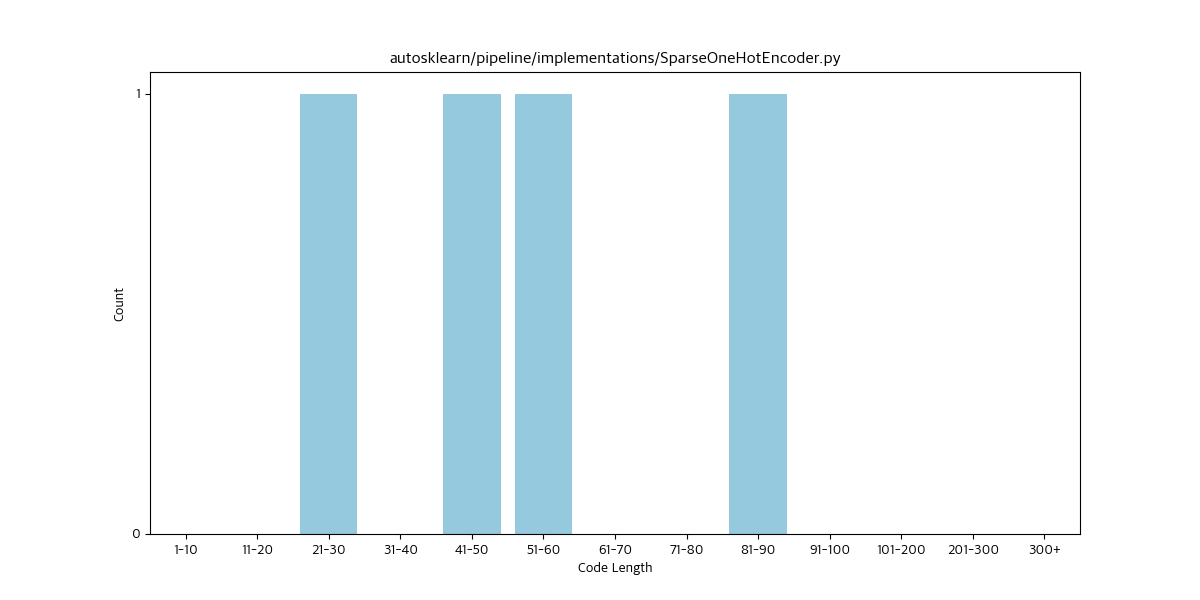 autosklearn/pipeline/implementations/SparseOneHotEncoder.py
1
Count
0
1-10 11-20 21-30 31-40 41-50 51-60 61-70 71-80 81-90 91-100 101-200 201-300 300+
Code Length